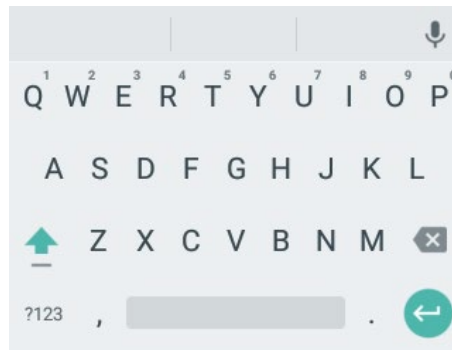 1 2 3 4 5 6 7 8 9
Q W E R T Y U I O P
A S D F G H J K L
Z X C V B N M
?123 , .